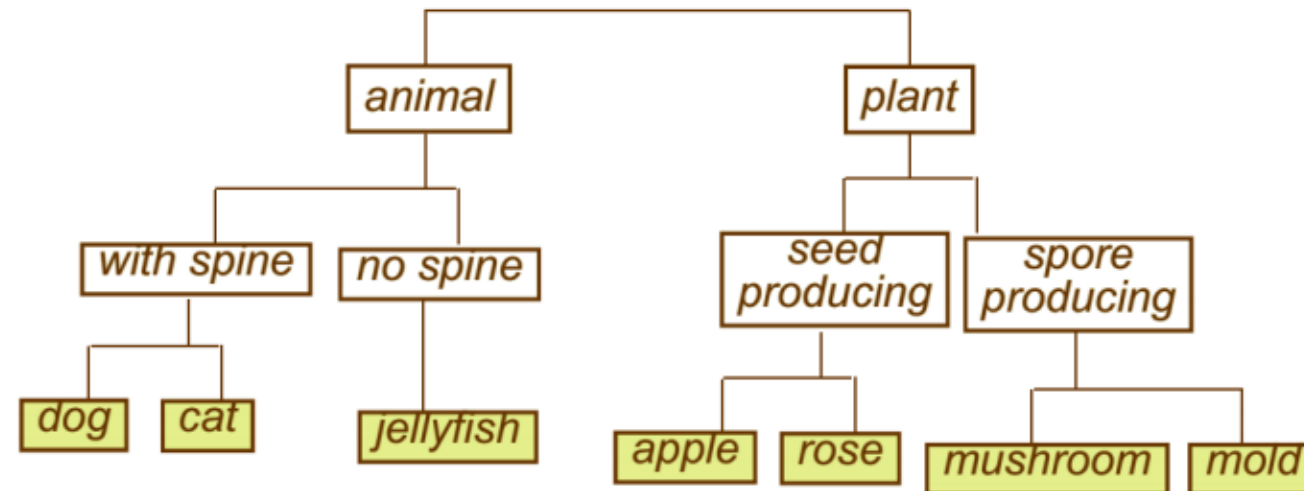 animal
plant
with spine
no spine
seed
producing
spore
producing
dog
cat
jellyfish
apple
rose
mushroom
mold